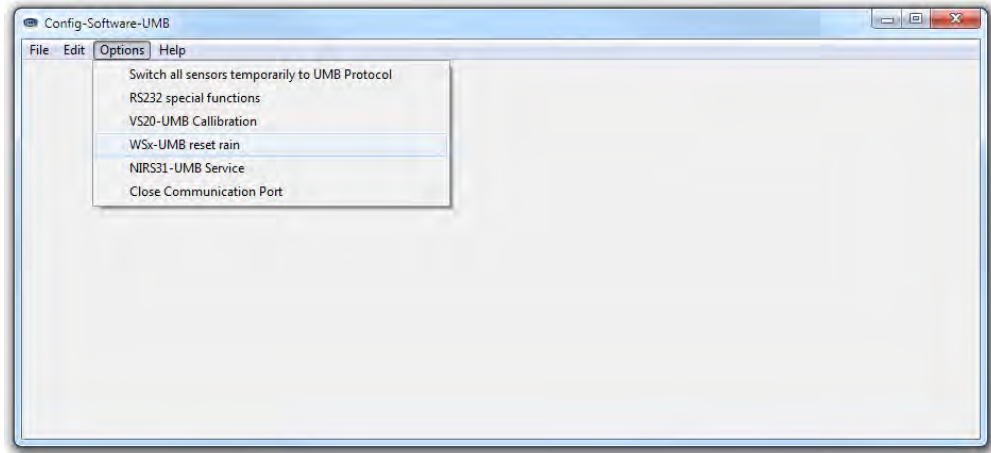 Config-Software-UMB
File Edit Options Help
Switch all sensors temporarily to UMB Protocol
RS232 special functions
VS20-UMB Callibration
WSx-UMB reset rain
NIRS31-UMB Service
Close Communication Port